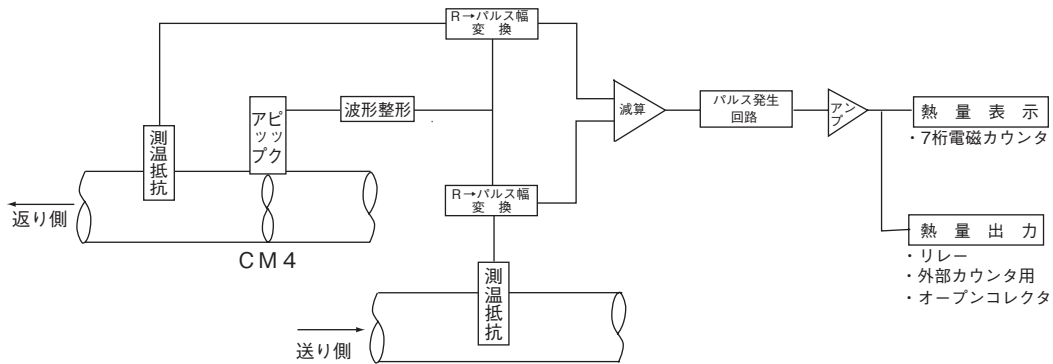 R→パルス幅
変 換
ピックアップ
波形整形
測温抵抗
返り側
CM4
減算
パルス発生
回路
アンプ
熱 量 表 示
・7桁電磁カウンタ
R→パルス幅
変 換
熱 量 出 力
・リレー
・外部カウンタ用
・オープンコレクタ
測温抵抗
送り側